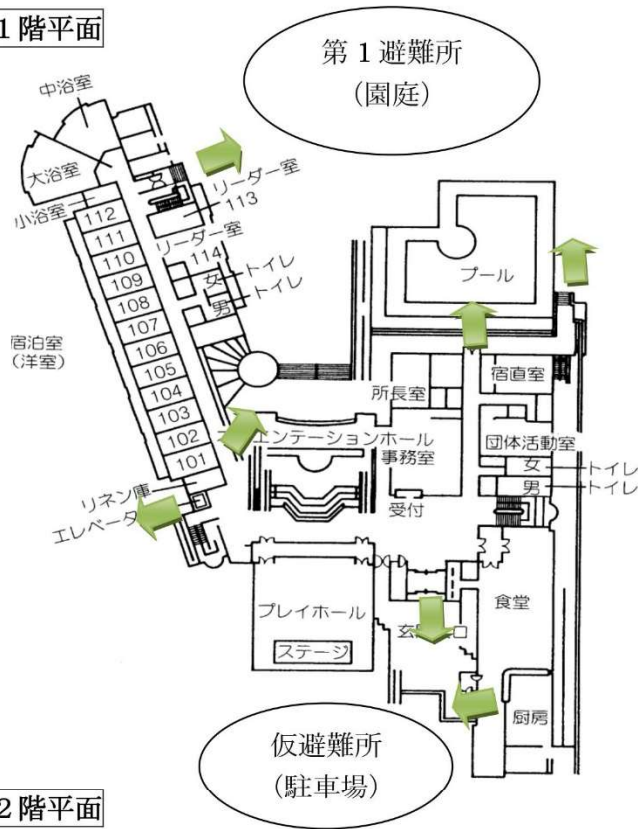 1階平面
第1避難所
(園庭)
中浴室
大浴室
小浴室
リーダー室
113
リーダー室
114
112
111
110
109
108
107
106
105
104
103
102
101
女 トイレ
男 トイレ
プール
宿泊室
(洋室)
所長室
宿直室
エンテーションホール
事務室
団体活動室
女 トイレ
男 トイレ
リネン庫
エレベータ
受付
プレイホール
ステージ
食堂
厨房
仮避難所
(駐車場)
2階平面